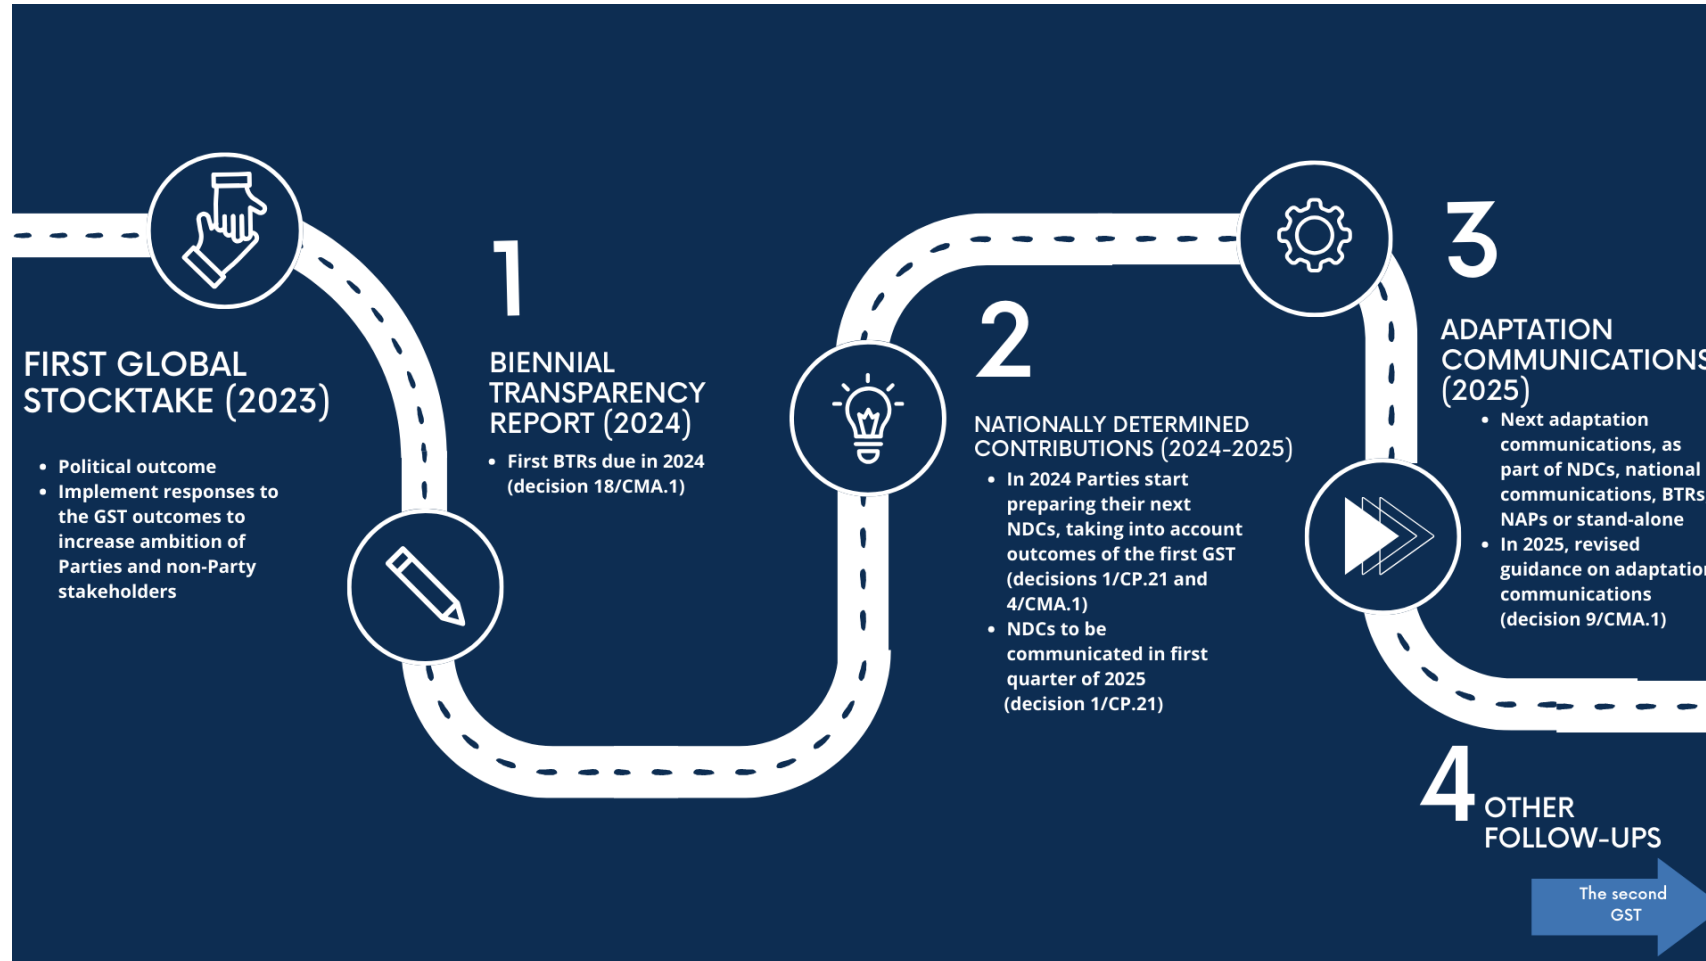 FIRST GLOBAL
STOCKTAKE (2023)
• Political outcome
• Implement responses to
the GST outcomes to
increase ambition of
Parties and non-Party
stakeholders
1
BIENNIAL
TRANSPARENCY
REPORT (2024)
• First BTRs due in 2024
(decision 18/CMA.1)
2
NATIONALLY DETERMINED
CONTRIBUTIONS (2024-2025)
• In 2024 Parties start
preparing their next
NDCs, taking into account
outcomes of the first GST
(decisions 1/CP.21 and
4/CMA.1)
• NDCs to be
communicated in first
quarter of 2025
(decision 1/CP.21)
3
ADAPTATION
COMMUNICATIONS
(2025)
• Next adaptation
communications, as
part of NDCs, national
communications, BTRs
NAPs or stand-alone
• In 2025, revised
guidance on adaptation
communications
(decision 9/CMA.1)
4
OTHER
FOLLOW-UPS
The second
GST